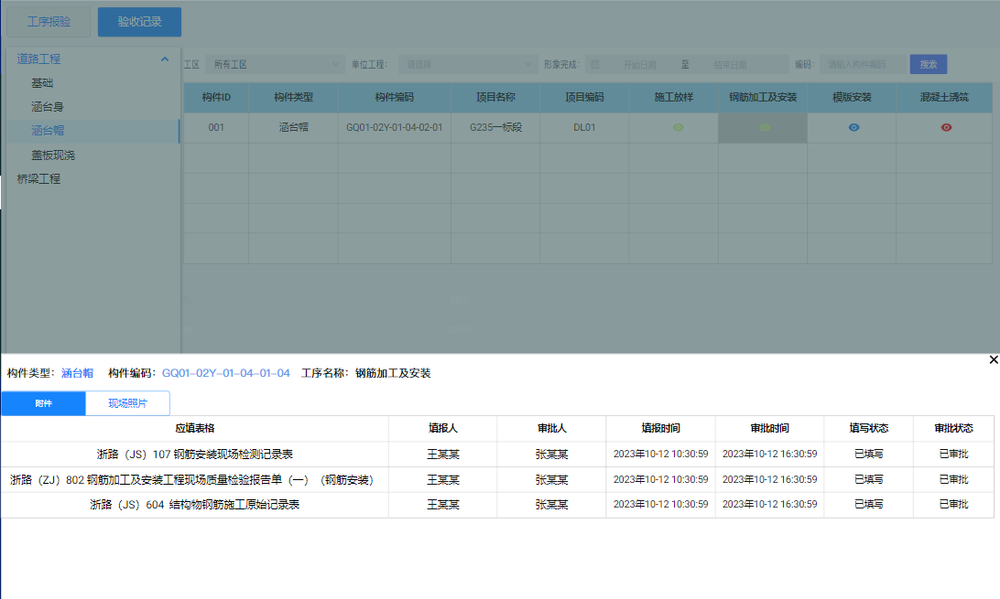 工序报验 验收记录
道路工程
基础
涵台身
涵台帽
盖板现浇
桥梁工程
工区 所有工区 单位工程: 请选择 形象完成: 开始日期 至 结束日期 编码: 请输入构件编码 搜索
构件ID 构件类型 构件编码 项目名称 项目编码 施工放样 钢筋加工及安装 模版安装 混凝土浇筑
001 涵台帽 GQ01-02Y-01-04-02-01 G235一标段 DL01
构件类型: 涵台帽 构件编码: GQ01-02Y-01-04-01-04 工序名称: 钢筋加工及安装
附件 现场照片
应填表格 填报人 审批人 填报时间 审批时间 填写状态 审批状态
浙路（JS）107 钢筋安装现场检测记录表 王某某 张某某 2023年10-12 10:30:59 2023年10-12 16:30:59 已填写 已审批
浙路（ZJ）802 钢筋加工及安装工程现场质量检验报告单（一）（钢筋安装） 王某某 张某某 2023年10-12 10:30:59 2023年10-12 16:30:59 已填写 已审批
浙路（JS）604 结构物钢筋施工原始记录表 王某某 张某某 2023年10-12 10:30:59 2023年10-12 16:30:59 已填写 已审批